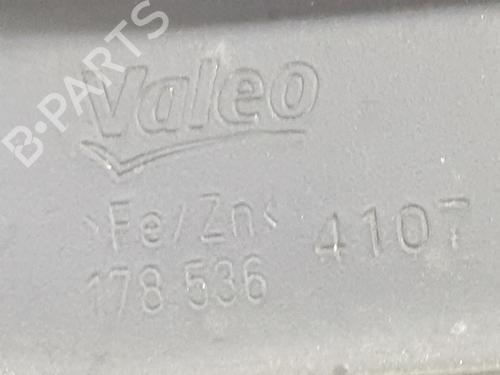 B-PARTS
Valeo
>Fe/Zn<
4107
178 536